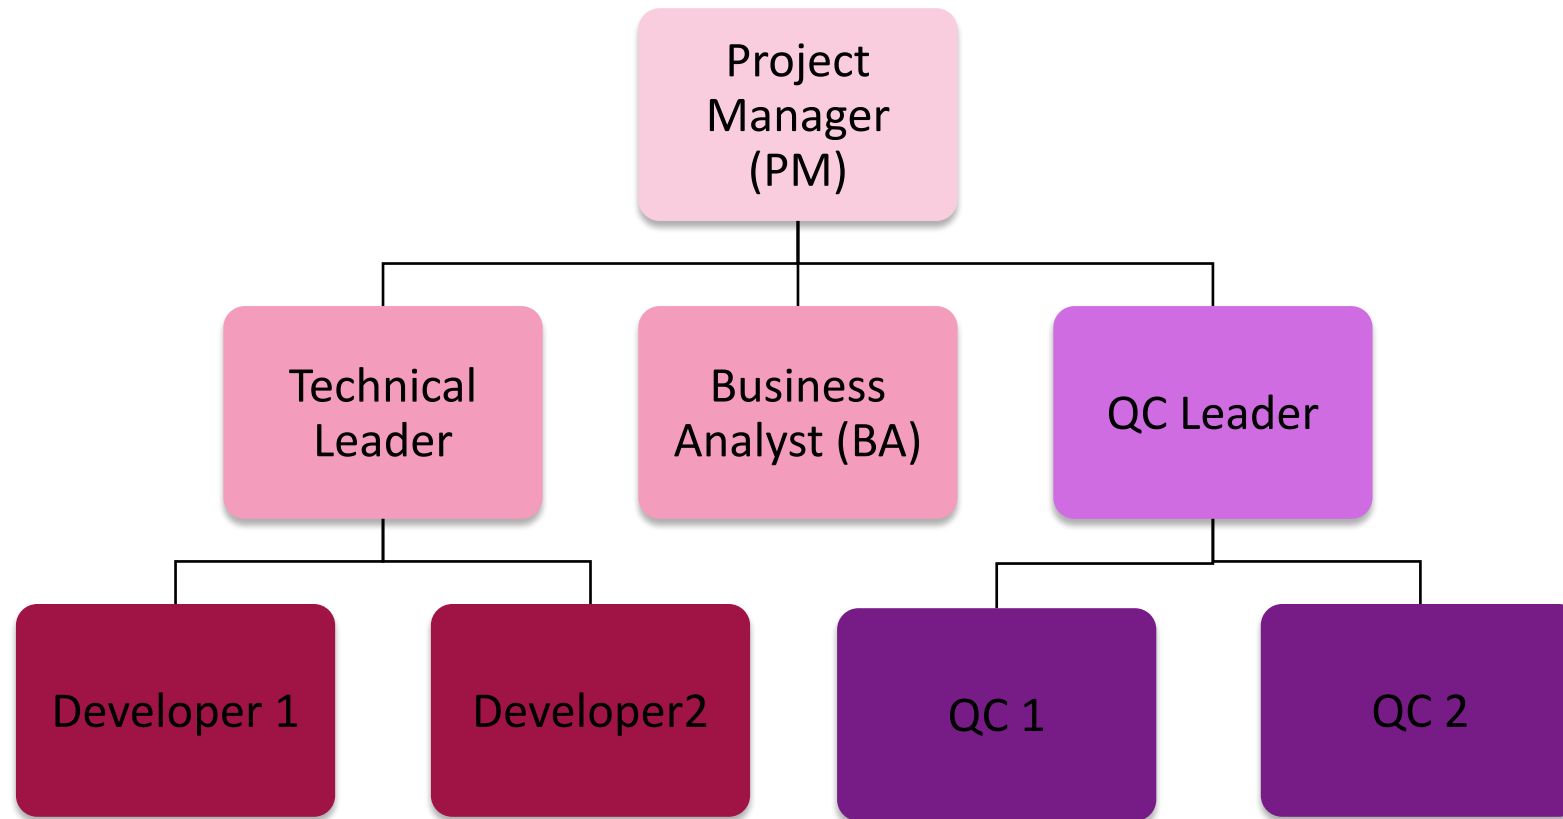 Project
Manager
(PM)
Technical
Leader
Business
Analyst (BA)
QC Leader
Developer 1
Developer2
QC 1
QC 2